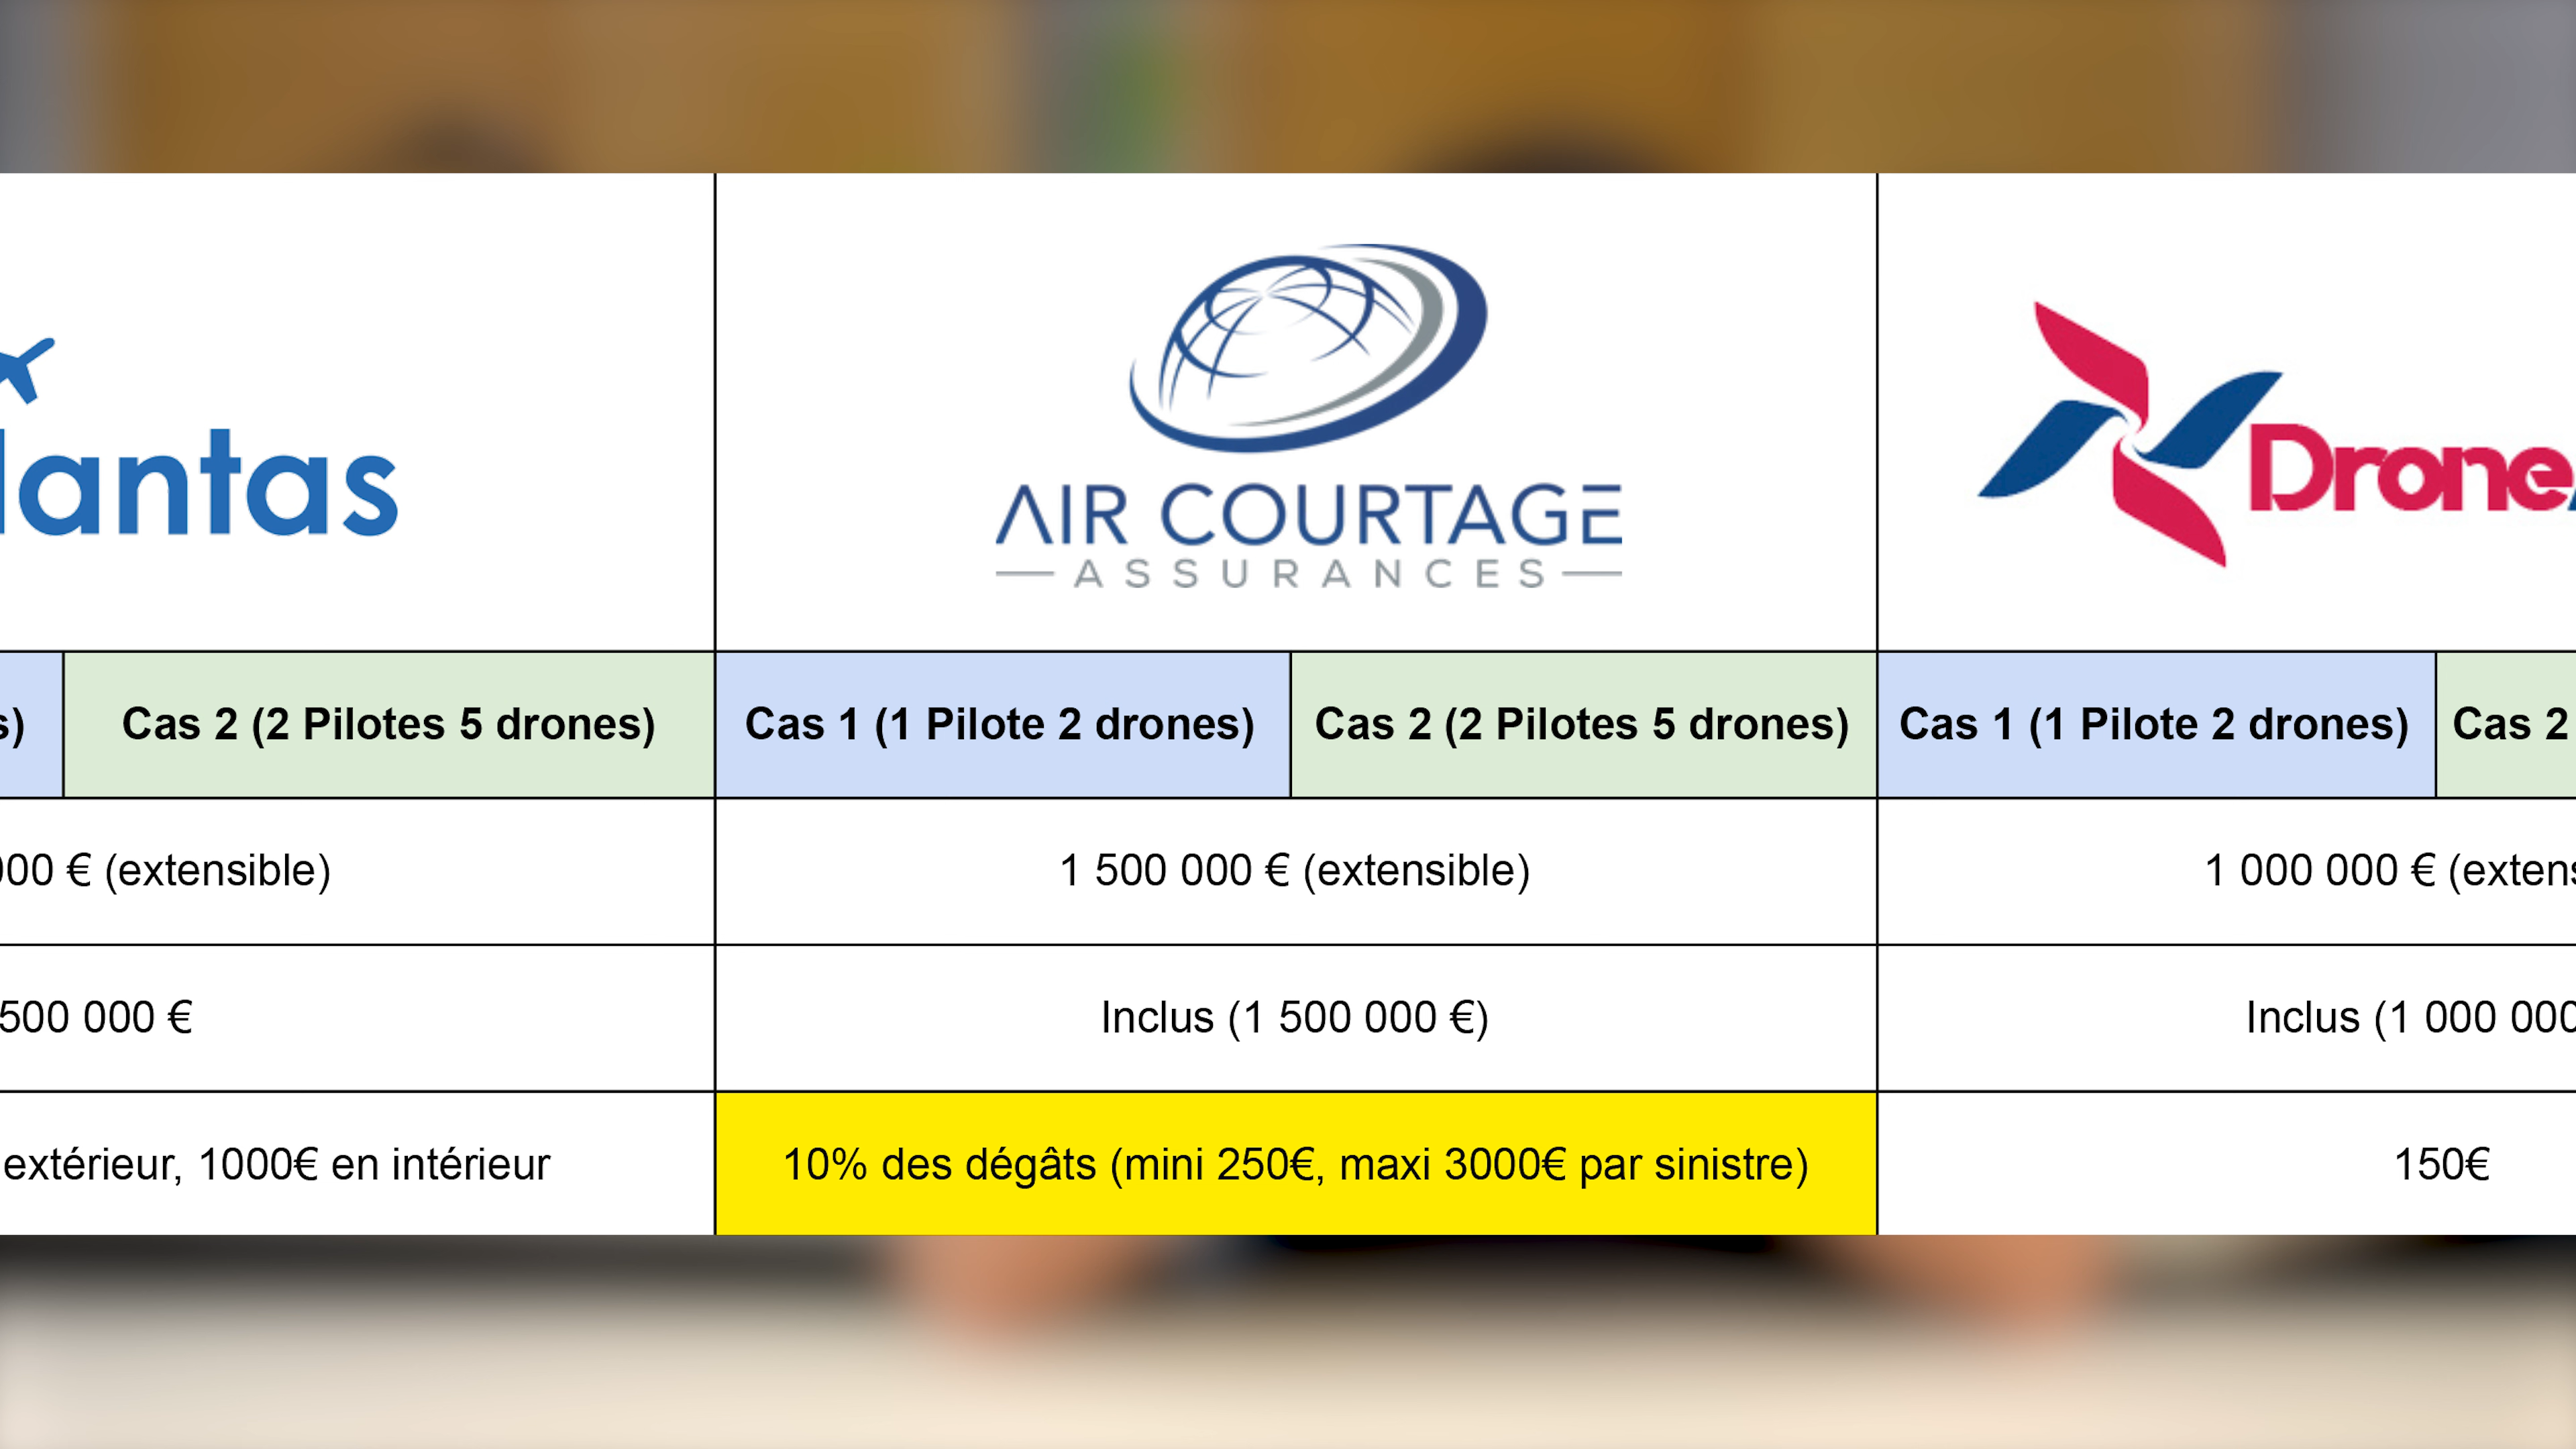 lantas
AIR COURTAGE
ASSURANCES
Drone
s)
Cas 2 (2 Pilotes 5 drones)
Cas 1 (1 Pilote 2 drones)
Cas 2 (2 Pilotes 5 drones)
Cas 1 (1 Pilote 2 drones)
Cas 2
000 € (extensible)
1 500 000 € (extensible)
1 000 000 € (extens
500 000 €
Inclus (1 500 000 €)
Inclus (1 000 000
extérieur, 1000€ en intérieur
10% des dégâts (mini 250€, maxi 3000€ par sinistre)
150€